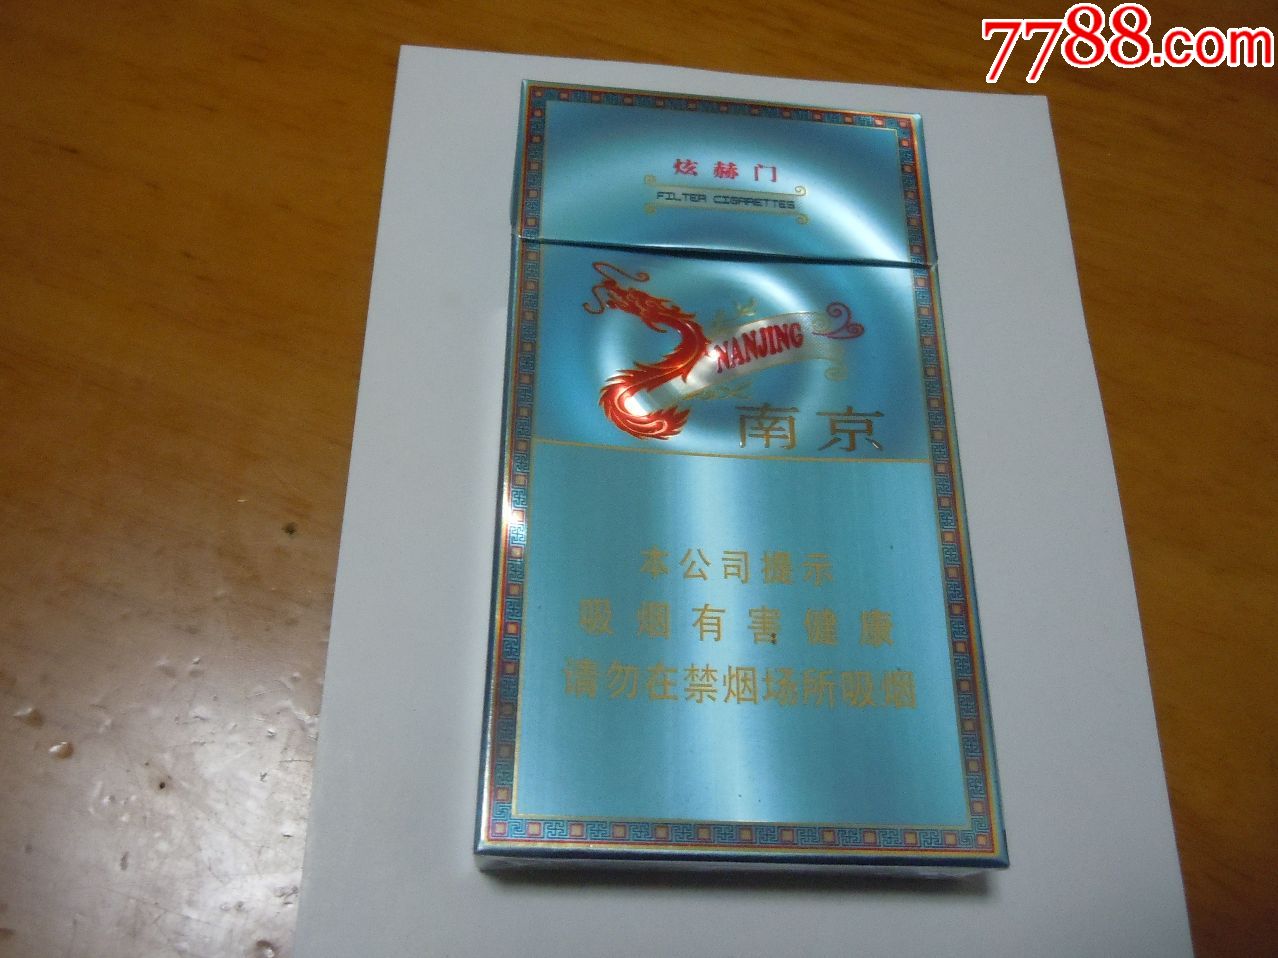 7788.com
炫赫门
FILTER CIGARETTES
NANJING
南京
本公司提示
吸烟有害健康
请勿在禁烟场所吸烟